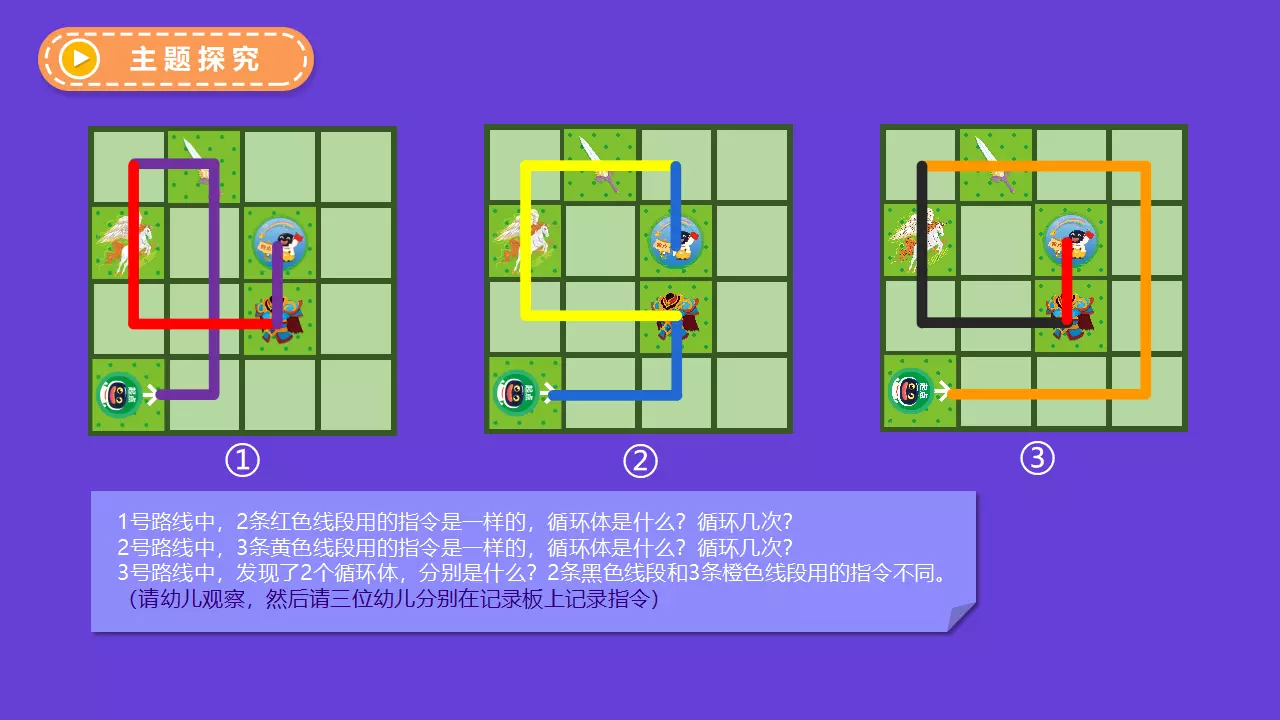 主题探究
起点
起点
起点
①
②
③
1号路线中，2条红色线段用的指令是一样的，循环体是什么？循环几次？
2号路线中，3条黄色线段用的指令是一样的，循环体是什么？循环几次？
3号路线中，发现了2个循环体，分别是什么？2条黑色线段和3条橙色线段用的指令不同。
（请幼儿观察，然后请三位幼儿分别在记录板上记录指令）